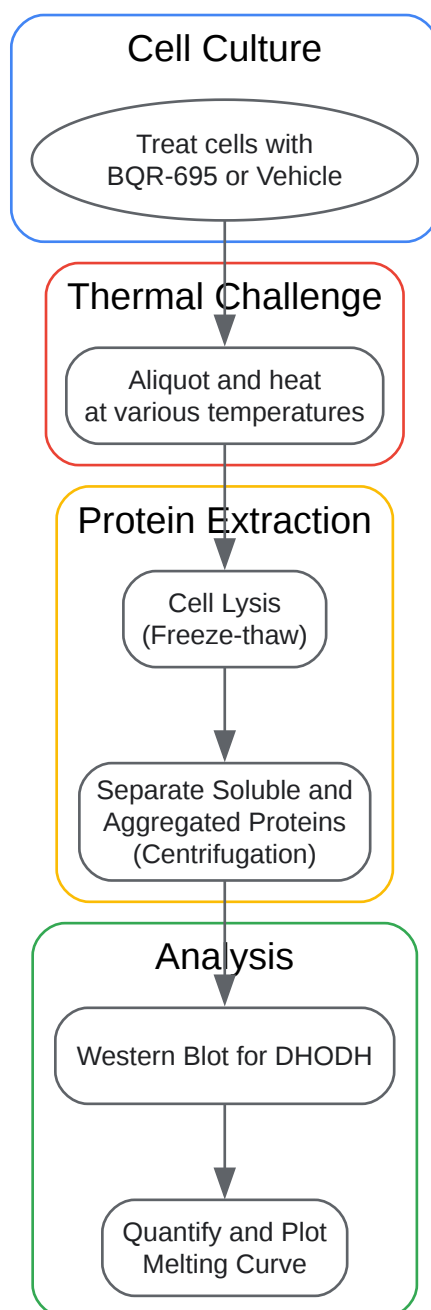 Cell Culture
Treat cells with
BQR-695 or Vehicle
Thermal Challenge
Aliquot and heat
at various temperatures
Protein Extraction
Cell Lysis
(Freeze-thaw)
Separate Soluble and
Aggregated Proteins
(Centrifugation)
Analysis
Western Blot for DHODH
Quantify and Plot
Melting Curve